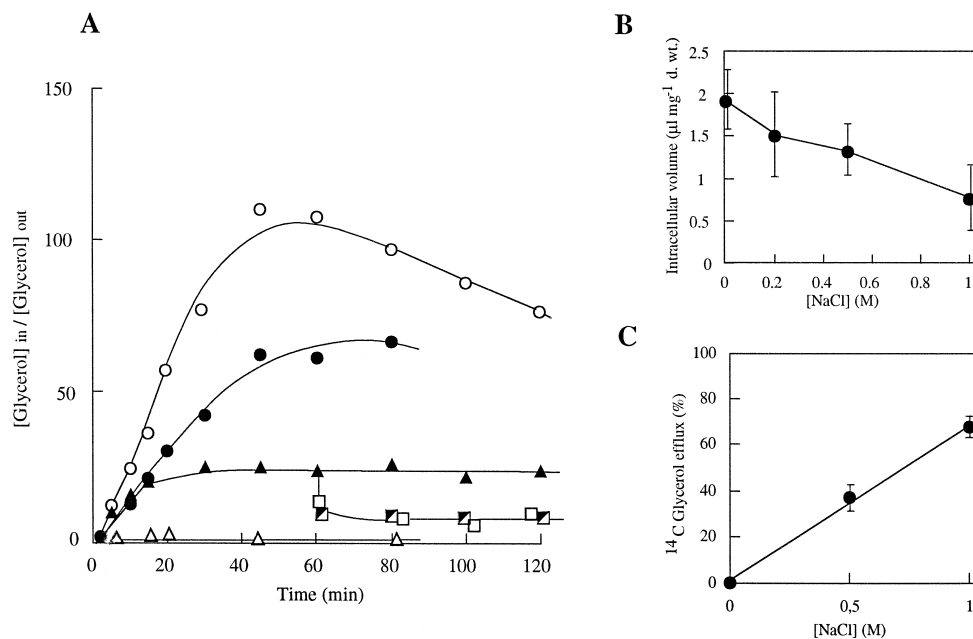 A
150
100
50
0
[Glycerol] in / [Glycerol] out
0 20 40 60 80 100 120
Time (min)
B
2.5
2
1.5
1
0.5
0
Intracellular volume (µl mg⁻¹ d. wt.)
0 0.2 0.4 0.6 0.8 1
[NaCl] (M)
C
100
80
60
40
20
0
¹⁴C Glycerol efflux (%)
0 0,5 1
[NaCl] (M)